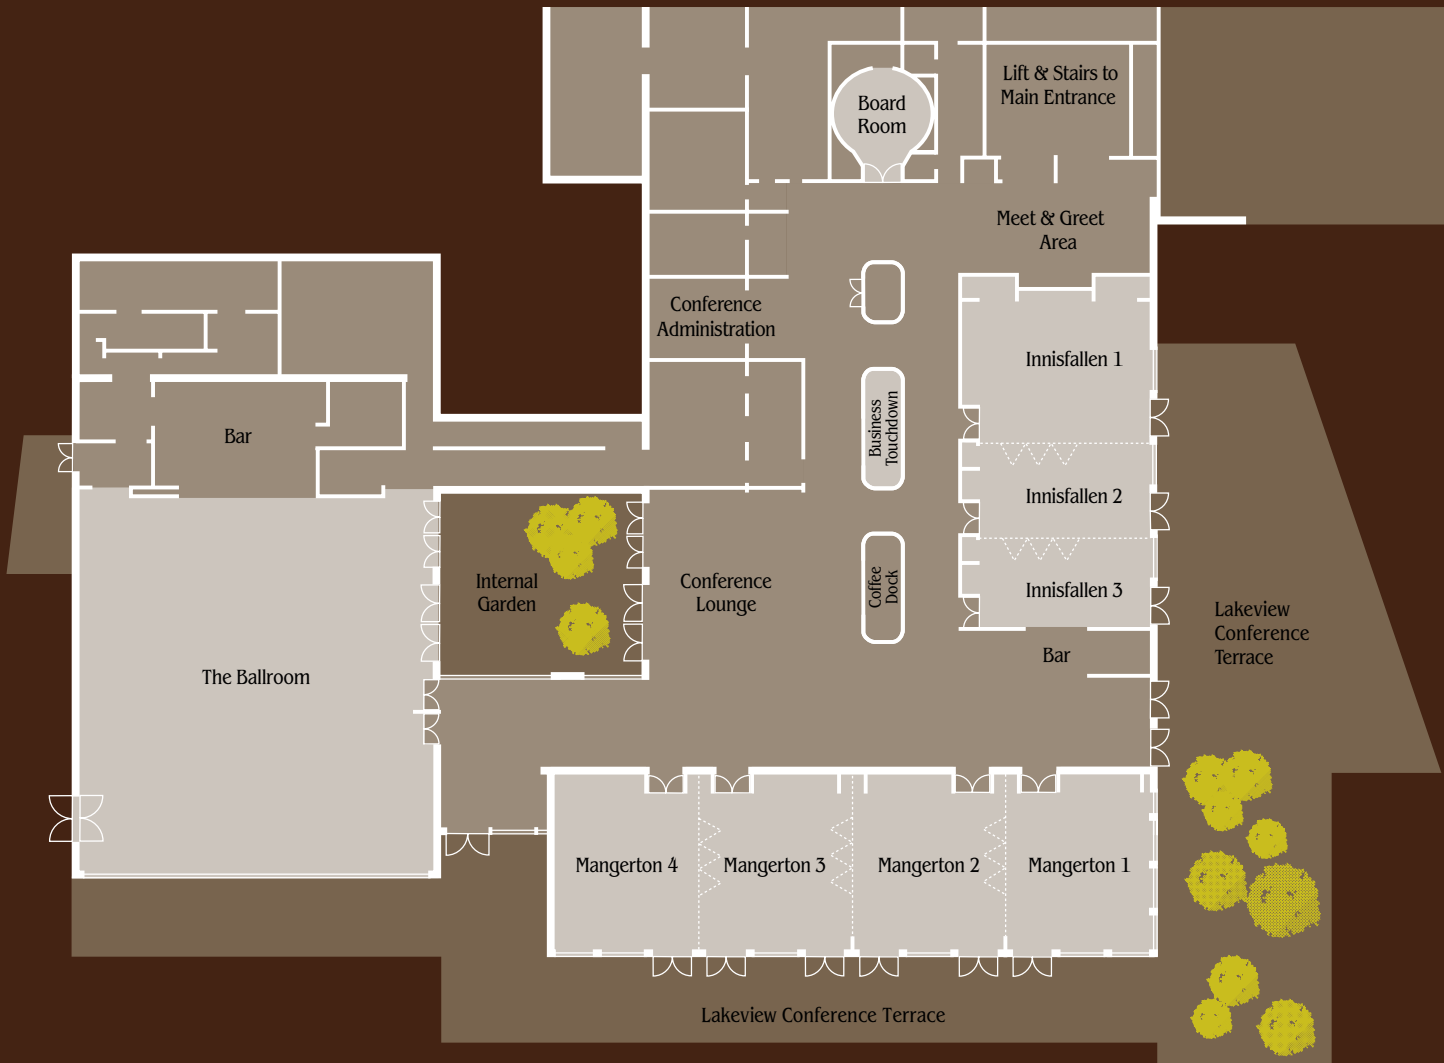 Lift & Stairs to
Main Entrance
Board
Room
Meet & Greet
Area
Conference
Administration
Innisfallen 1
Business
Touchdown
Bar
Innisfallen 2
Internal
Garden
Conference
Lounge
Coffee
Dock
Innisfallen 3
Lakeview
Conference
Terrace
Bar
The Ballroom
Mangerton 4
Mangerton 3
Mangerton 2
Mangerton 1
Lakeview Conference Terrace